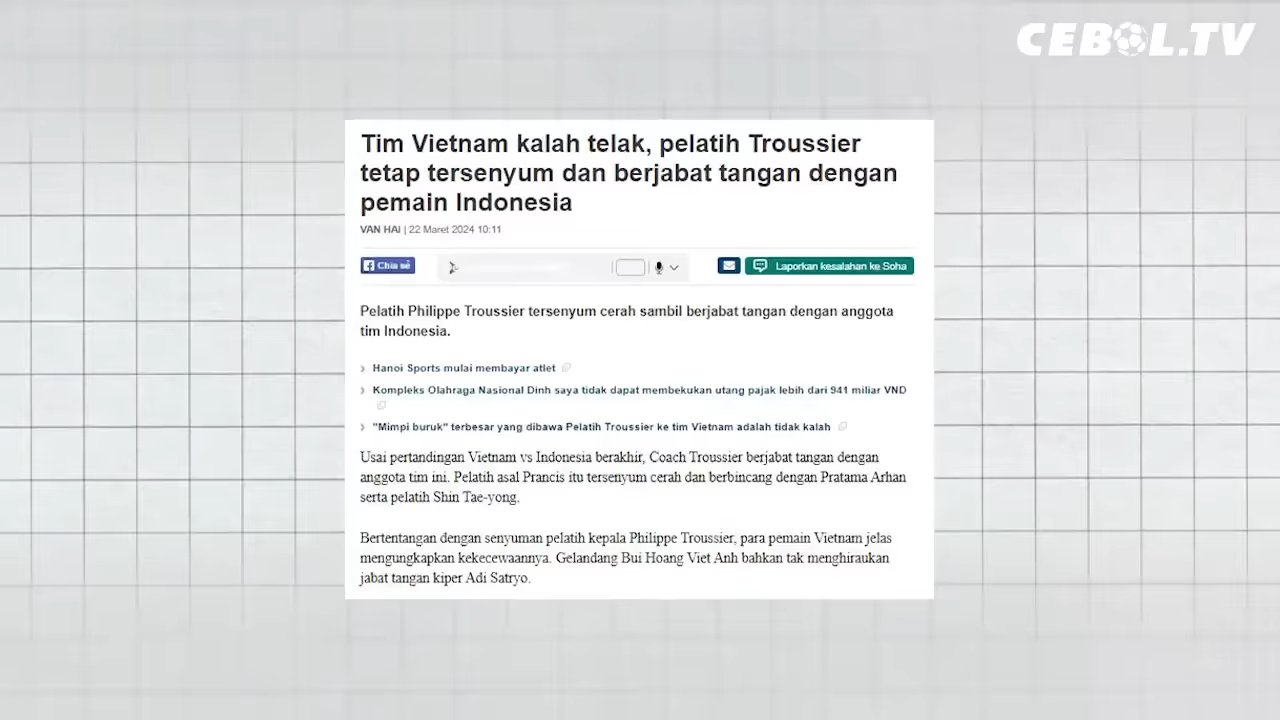 CEBOL.TV
Tim Vietnam kalah telak, pelatih Troussier
tetap tersenyum dan berjabat tangan dengan
pemain Indonesia
VAN HAI | 22 Maret 2024 10:11
Chia sẻ
Laporkan kesalahan ke Soha
Pelatih Philippe Troussier tersenyum cerah sambil berjabat tangan dengan anggota
tim Indonesia.
Hanoi Sports mulai membayar atlet
Kompleks Olahraga Nasional Dinh saya tidak dapat membekukan utang pajak lebih dari 941 miliar VND
"Mimpi buruk" terbesar yang dibawa Pelatih Troussier ke tim Vietnam adalah tidak kalah
Usai pertandingan Vietnam vs Indonesia berakhir, Coach Troussier berjabat tangan dengan
anggota tim ini. Pelatih asal Prancis itu tersenyum cerah dan berbincang dengan Pratama Arhan
serta pelatih Shin Tae-yong.
Bertentangan dengan senyuman pelatih kepala Philippe Troussier, para pemain Vietnam jelas
mengungkapkan kekecewaannya. Gelandang Bui Hoang Viet Anh bahkan tak menghiraukan
jabat tangan kiper Adi Satryo.